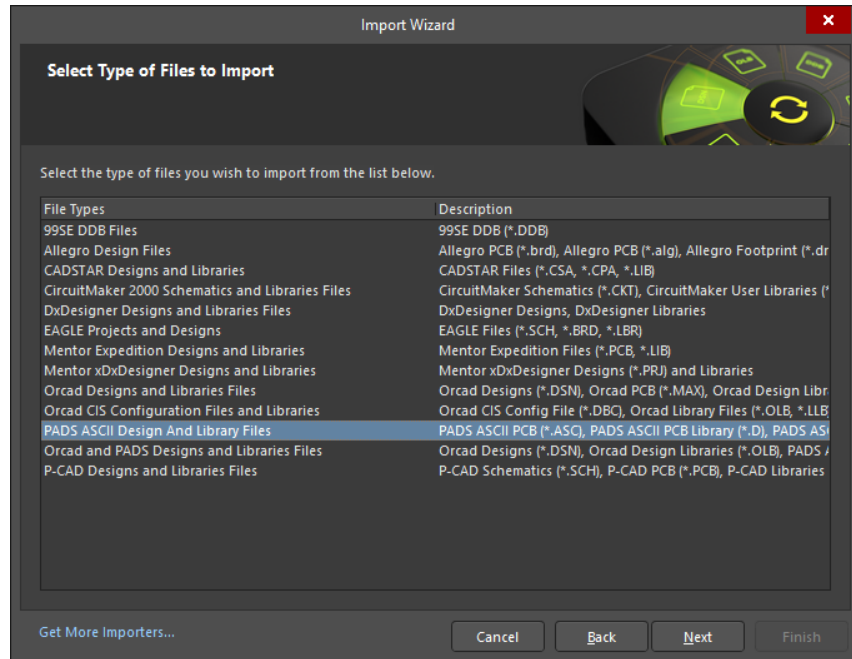 Import Wizard
Select Type of Files to Import
Select the type of files you wish to import from the list below.
File Types Description
99SE DDB Files 99SE DDB (*.DDB)
Allegro Design Files Allegro PCB (*.brd), Allegro PCB (*.alg), Allegro Footprint (*.dr
CADSTAR Designs and Libraries CADSTAR Files (*.CSA, *.CPA, *.LIB)
CircuitMaker 2000 Schematics and Libraries Files CircuitMaker Schematics (*.CKT), CircuitMaker User Libraries (*
DxDesigner Designs and Libraries Files DxDesigner Designs, DxDesigner Libraries
EAGLE Projects and Designs EAGLE Files (*.SCH, *.BRD, *.LBR)
Mentor Expedition Designs and Libraries Mentor Expedition Files (*.PCB, *.LIB)
Mentor xDxDesigner Designs and Libraries Mentor xDxDesigner Designs (*.PRJ) and Libraries
Orcad Designs and Libraries Files Orcad Designs (*.DSN), Orcad PCB (*.MAX), Orcad Design Libr
Orcad CIS Configuration Files and Libraries Orcad CIS Config File (*.DBC), Orcad Library Files (*.OLB, *.LLB
PADS ASCII Design And Library Files PADS ASCII PCB (*.ASC), PADS ASCII PCB Library (*.D), PADS AS
Orcad and PADS Designs and Libraries Files Orcad Designs (*.DSN), Orcad Design Libraries (*.OLB), PADS
P-CAD Designs and Libraries Files P-CAD Schematics (*.SCH), P-CAD PCB (*.PCB), P-CAD Libraries
Get More Importers...
Cancel Back Next Finish